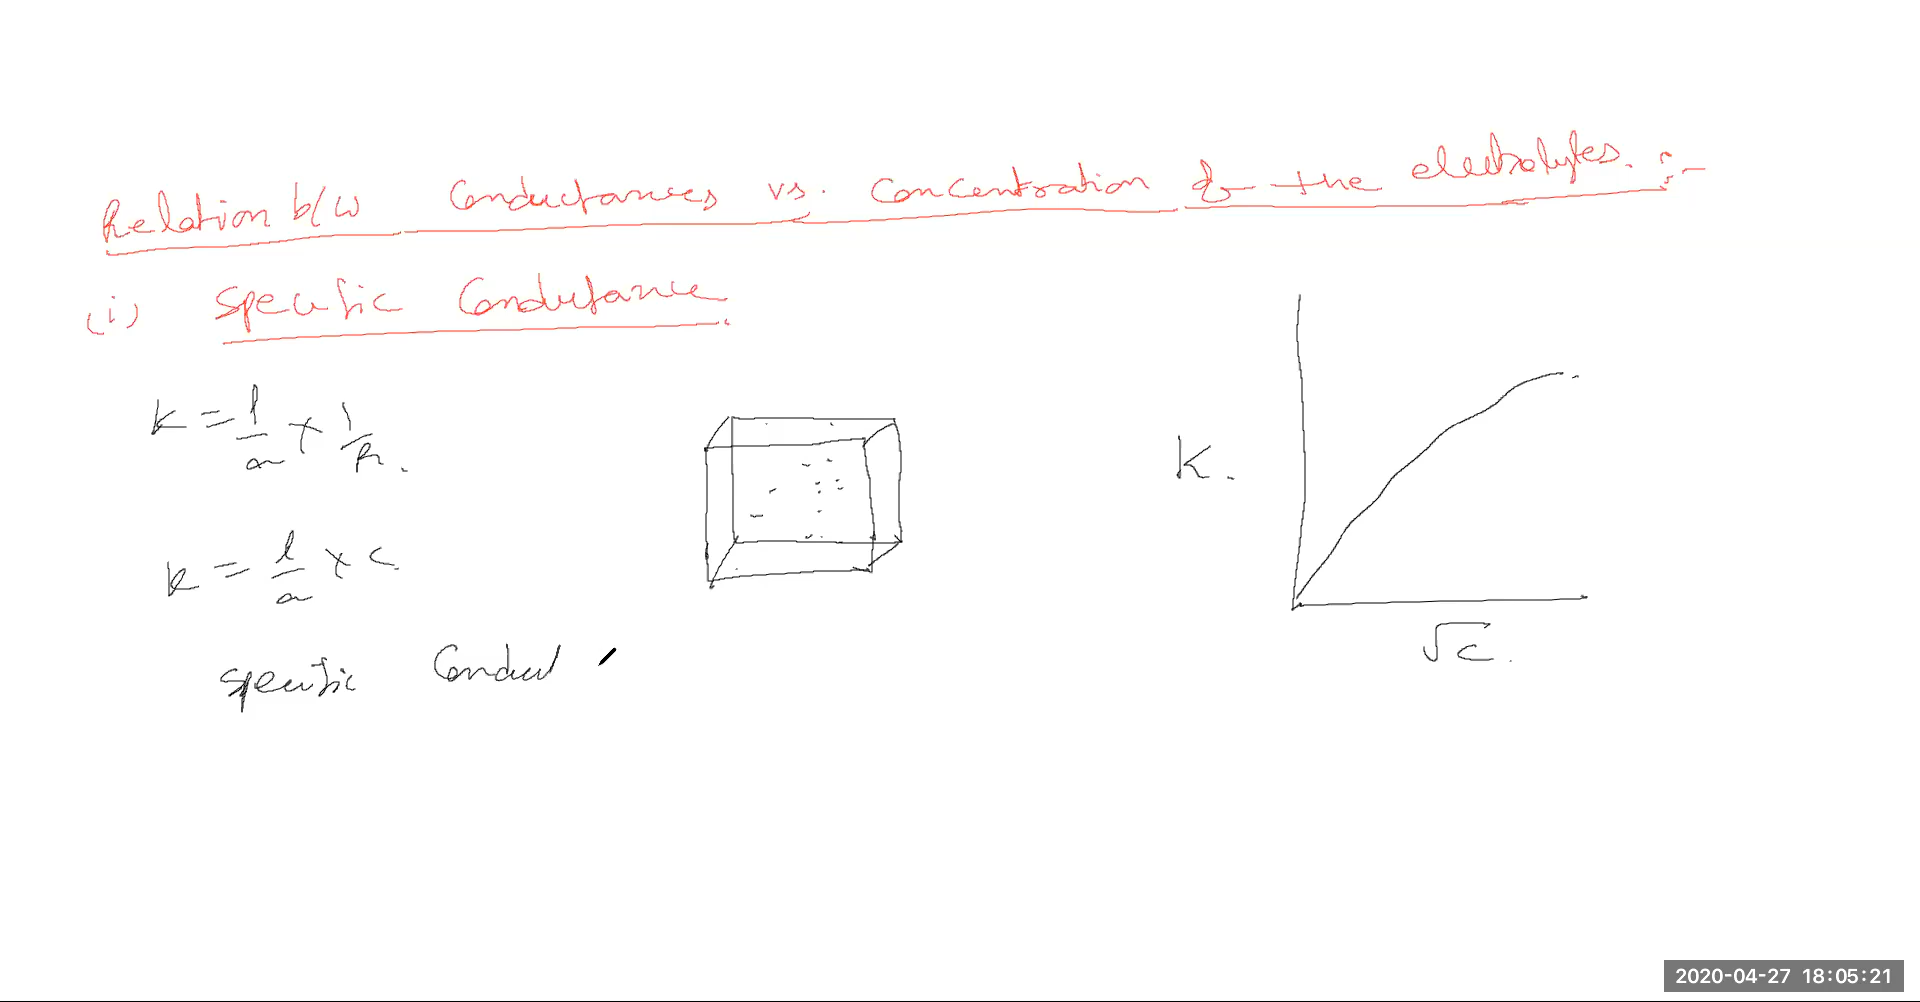 Relation b/w Conductances vs. Concentration of the electrolytes. :-
(i) Specific Conductance
K = l/a × 1/R.
K.
k = l/a × c
√c.
Specific Conduct
2020-04-27 18:05:21